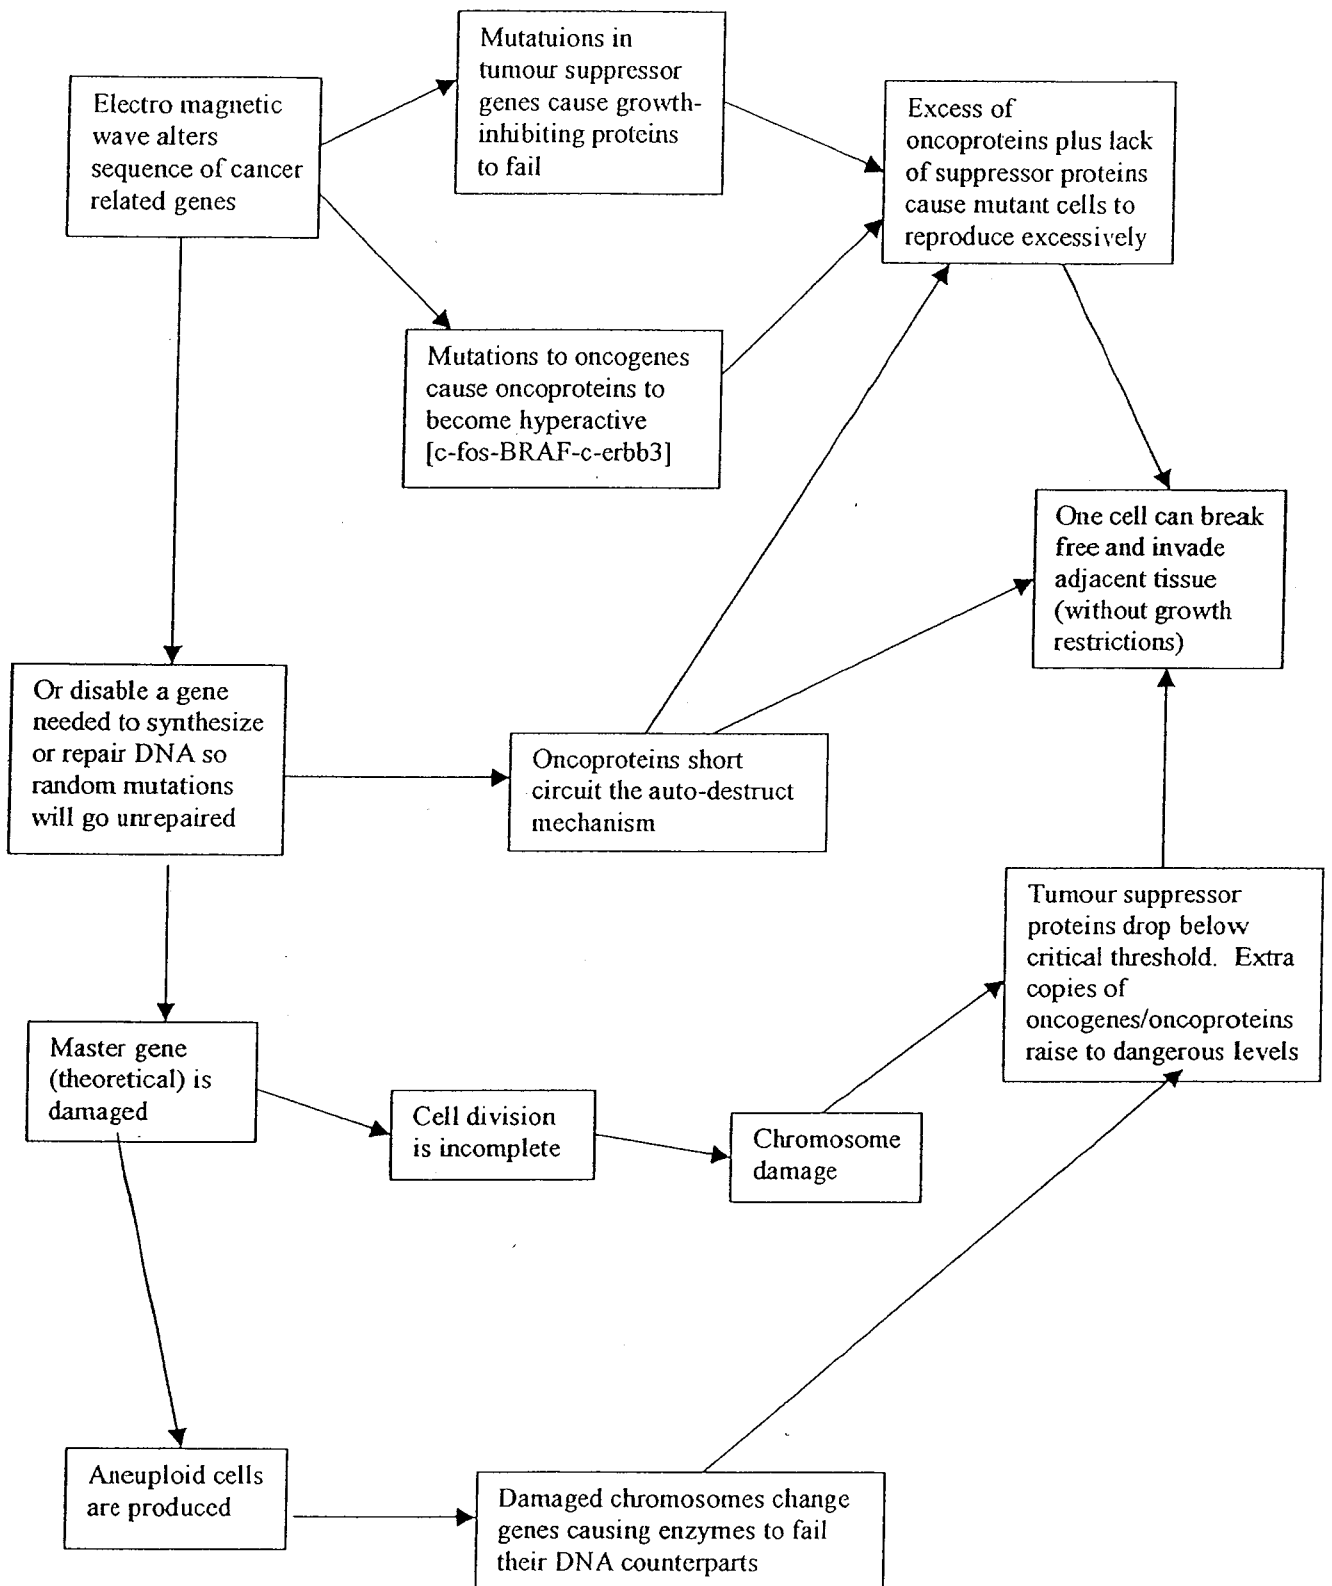 Mutatuions in
tumour suppressor
genes cause growth-
inhibiting proteins
to fail
Electro magnetic
wave alters
sequence of cancer
related genes
Excess of
oncoproteins plus lack
of suppressor proteins
cause mutant cells to
reproduce excessively
Mutations to oncogenes
cause oncoproteins to
become hyperactive
[c-fos-BRAF-c-erbb3]
One cell can break
free and invade
adjacent tissue
(without growth
restrictions)
Or disable a gene
needed to synthesize
or repair DNA so
random mutations
will go unrepaired
Oncoproteins short
circuit the auto-destruct
mechanism
Tumour suppressor
proteins drop below
critical threshold. Extra
copies of
oncogenes/oncoproteins
raise to dangerous levels
Master gene
(theoretical) is
damaged
Cell division
is incomplete
Chromosome
damage
Aneuploid cells
are produced
Damaged chromosomes change
genes causing enzymes to fail
their DNA counterparts